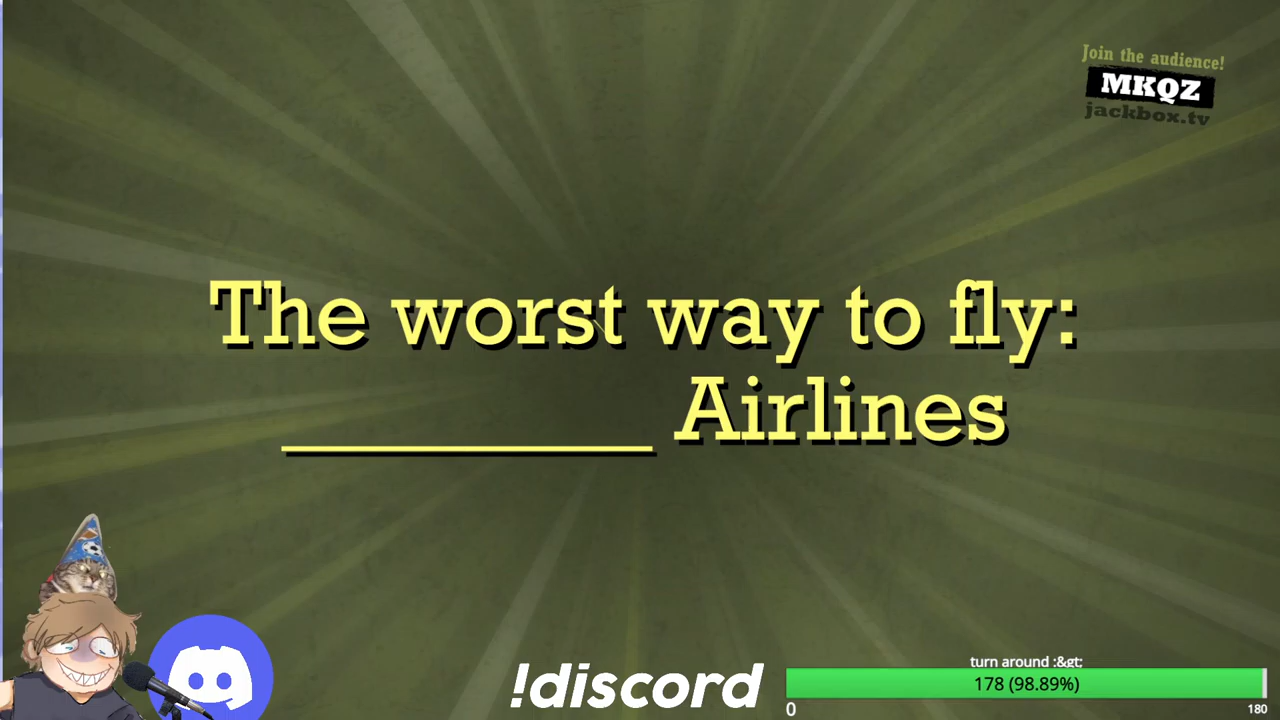 Join the audience!
MKQZ
jackbox.tv
The worst way to fly:
_________ Airlines
!discord
turn around :&gt;
178 (98.89%)
0
180